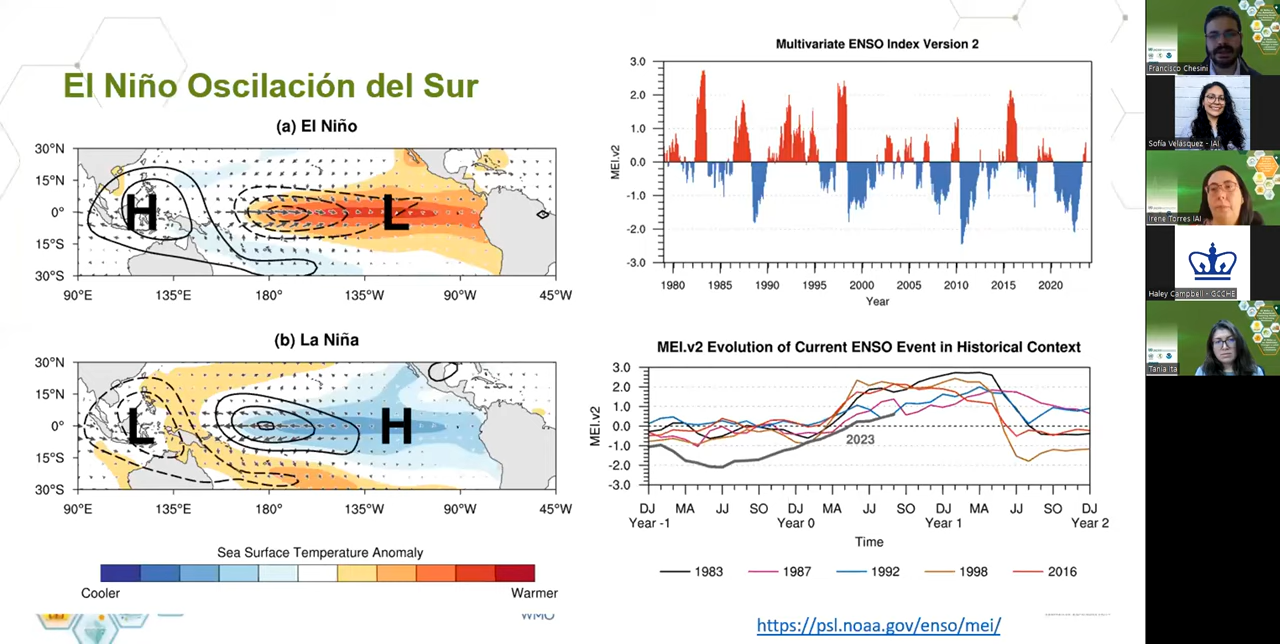 El Niño Oscilación del Sur
(a) El Niño
30°N
15°N
0°
15°S
30°S
H
L
90°E 135°E 180° 135°W 90°W 45°W
(b) La Niña
30°N
15°N
0°
15°S
30°S
L
H
90°E 135°E 180° 135°W 90°W 45°W
Sea Surface Temperature Anomaly
Cooler Warmer
WMO
Multivariate ENSO Index Version 2
MEI.v2
3.0
2.0
1.0
0.0
-1.0
-2.0
-3.0
1980 1985 1990 1995 2000 2005 2010 2015 2020
Year
MEI.v2 Evolution of Current ENSO Event in Historical Context
MEI.v2
3.0
2.0
1.0
0.0
-1.0
-2.0
-3.0
2023
DJ MA JJ SO DJ MA JJ SO DJ MA JJ SO DJ
Year -1 Year 0 Year 1 Year 2
Time
1983 1987 1992 1998 2016
https://psl.noaa.gov/enso/mei/
Francisco Chesini
Sofía Velásquez - IAI
Irene Torres IAI
Haley Campbell - GCCHE
Tania Ita